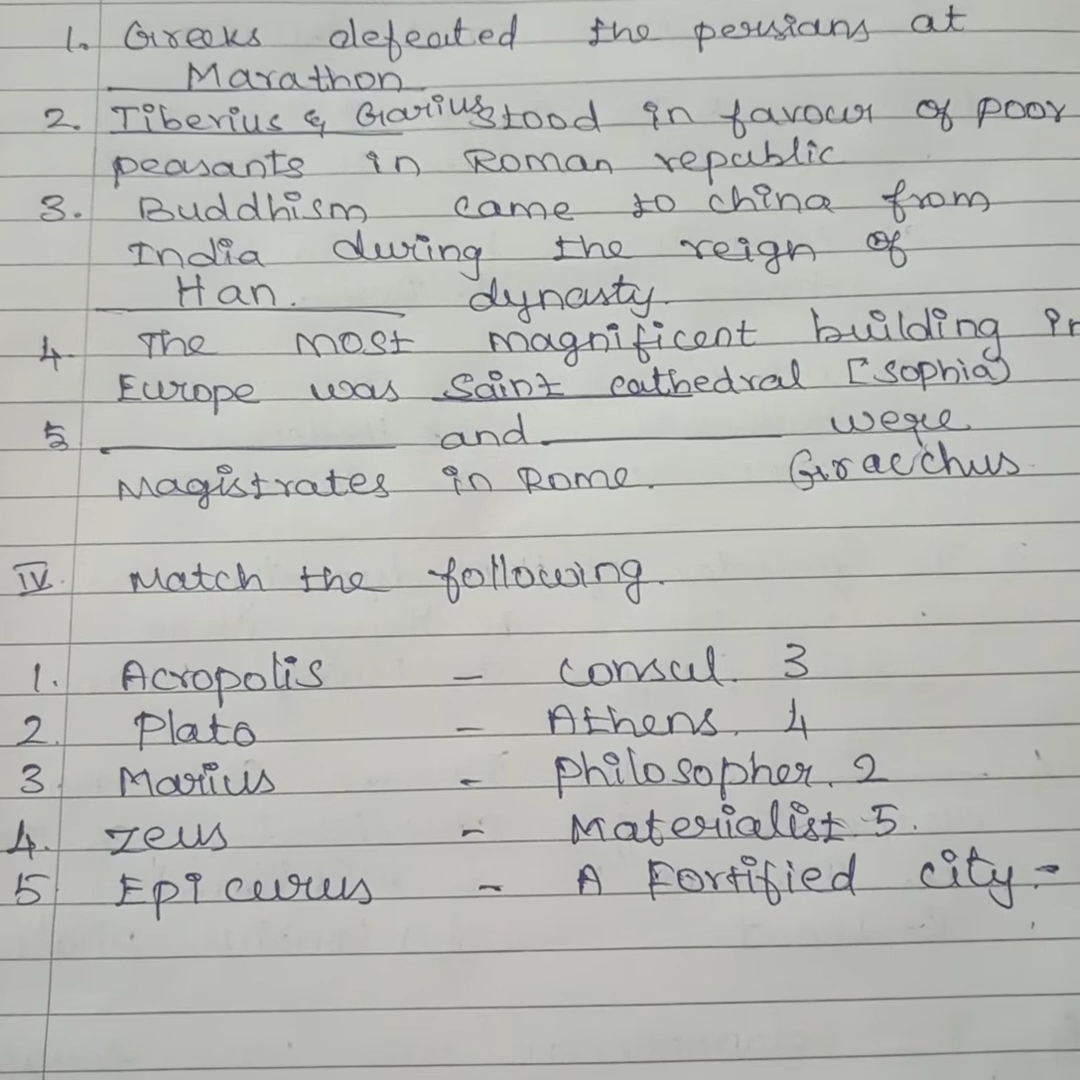 1. Greeks defeated the persians at
Marathon
2. Tiberius & Garius stood in favour of poor
peasants in Roman republic
3. Buddhism came to china from
India during the reign of
Han. dynasty.
4. The most magnificent building in
Europe was Saint cathedral [sophia)
5 and were
Magistrates in Rome. Graecchus.
IV. Match the following.
1. Acropolis - consul. 3
2. Plato - Athens. 4
3. Marius - philosopher. 2
4. zeus - Materialist 5.
5 Epicurus - A Fortified city -